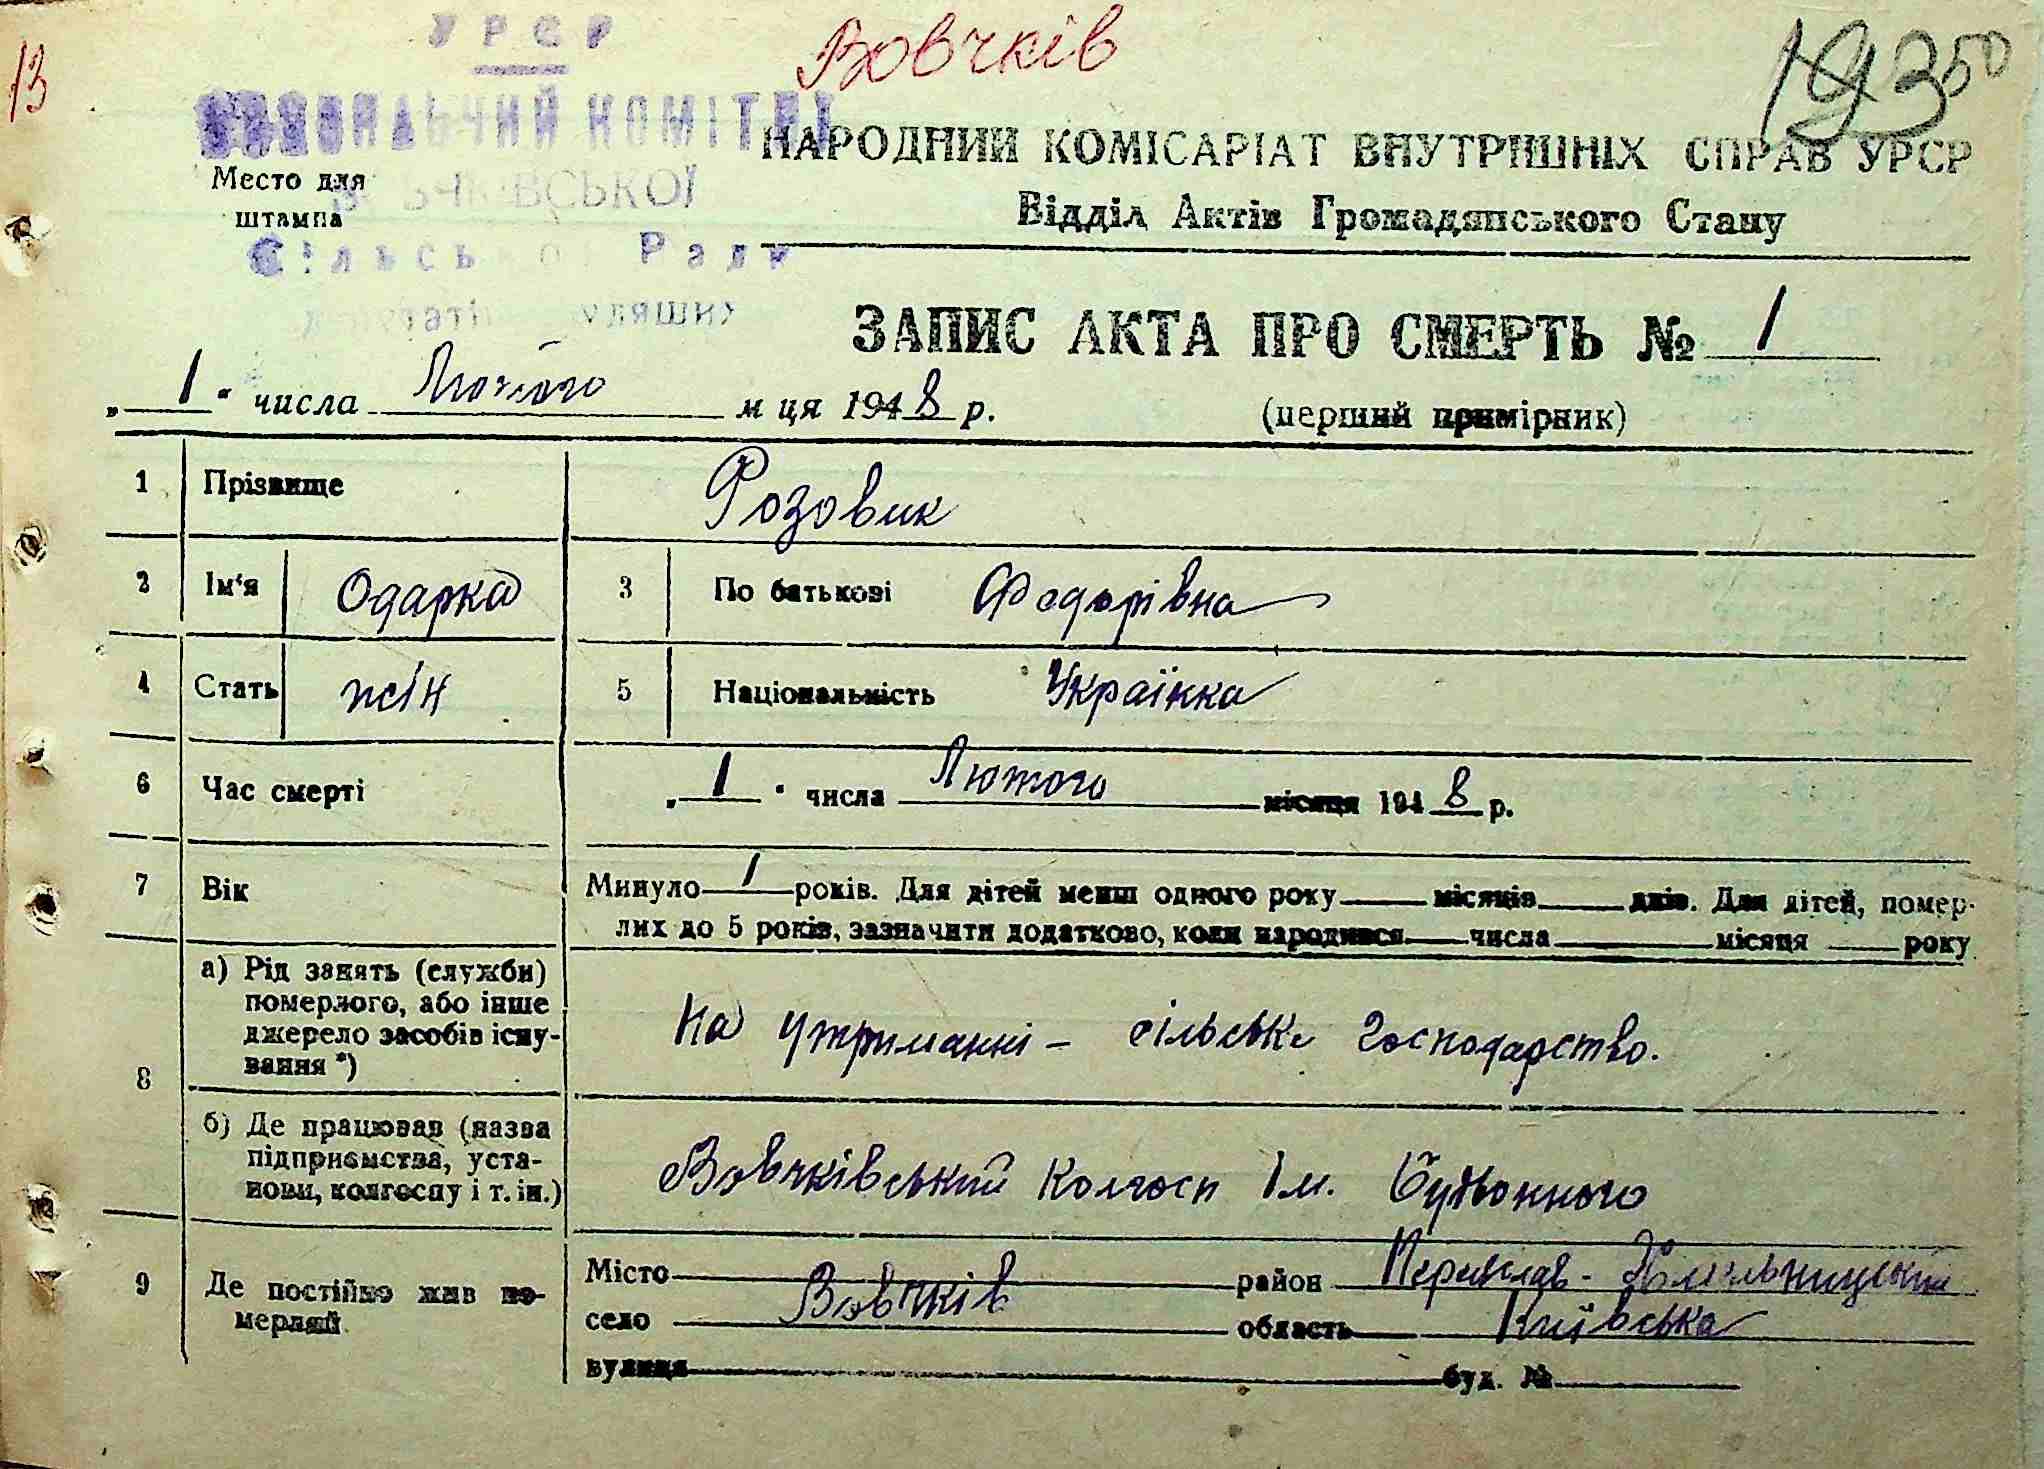 13
УРСР
Вовчків
193
50
ВИКОНАЛЬЧИЙ КОМІТЕТ
НАРОДНИЙ КОМІСАРІАТ ВНУТРІШНІХ СПРАВ УРСР
Место для
штампа
Відділ Актів Громадянського Стану
Сільської Ради
ЗАПИС АКТА ПРО СМЕРТЬ № 1
„ 1 “ числа Лютого м ця 1948 р.
(перший примірник)
1 Прізвище Розовик
2 Ім'я Одарка 3 По батькові Федорівна
4 Стать жін 5 Національність Українка
6 Час смерті „ 1 “ числа Лютого місяця 1948 р.
7 Вік Минуло 1 років. Для дітей менш одного року місяців днів. Для дітей, помер-
лих до 5 років, зазначити додатково, коли народився числа місяця року
8 а) Рід занять (служби)
померлого, або інше
джерело засобів існу-
вання *)
На утриманні - сільське господарство.
б) Де працював (назва
підприємства, уста-
нови, колгоспу і т. ін.)
Вовчківський Колгосп Ім. Будьонного
9 Де постійно жив по-
мерлий
Місто район Переяслав-Хмельницький
село Вовчків область Київська
вулиця буд. №